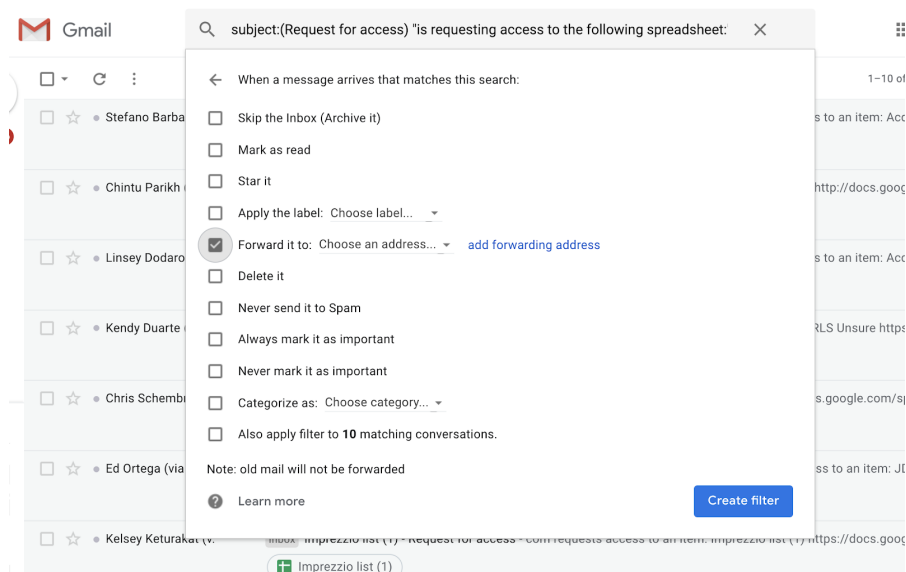 Gmail
subject:(Request for access) "is requesting access to the following spreadsheet:
1–10 of
When a message arrives that matches this search:
Skip the Inbox (Archive it)
Stefano Barba
s to an item: Acc
Mark as read
Star it
Chintu Parikh
http://docs.goog
Apply the label: Choose label...
Forward it to: Choose an address... add forwarding address
Linsey Dodaro
s to an item: Acc
Delete it
Never send it to Spam
Kendy Duarte
RLS Unsure https
Always mark it as important
Never mark it as important
Chris Schembr
s.google.com/sp
Categorize as: Choose category...
Also apply filter to 10 matching conversations.
Ed Ortega (via
ss to an item: JD
Note: old mail will not be forwarded
Learn more
Create filter
Kelsey Keturakat (v. Inbox Imprezzio list (1) - Request for access - com requests access to an item: Imprezzio list (1) https://docs.goog
Imprezzio list (1)